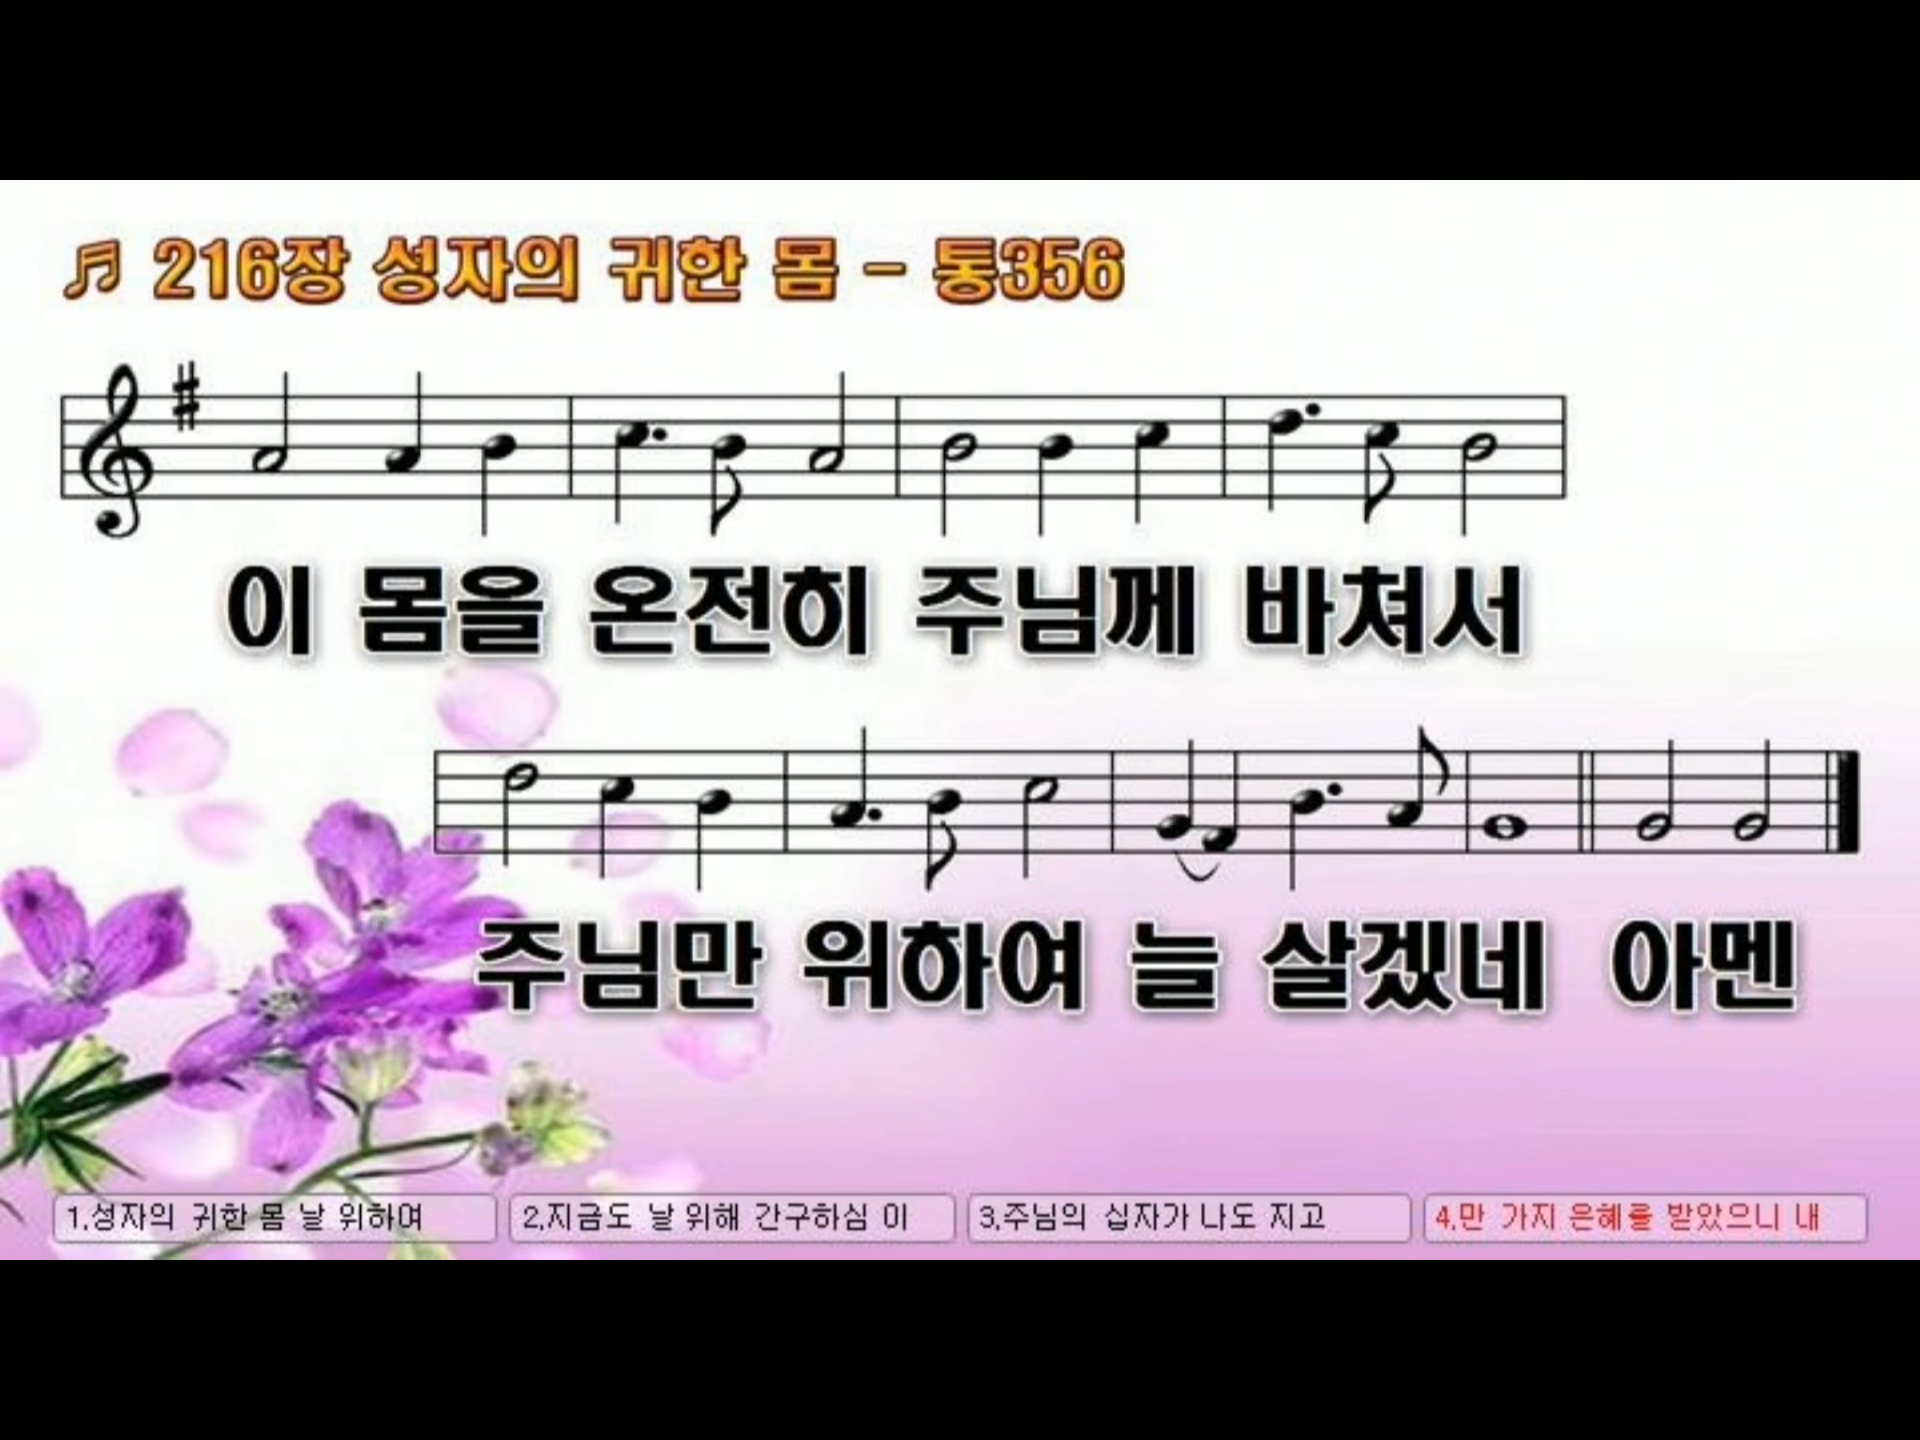 216장 성자의 귀한 몸 - 통356
이 몸을 온전히 주님께 바쳐서
주님만 위하여 늘 살겠네 아멘
1.성자의 귀한 몸 날 위하여 2.지금도 날 위해 간구하심 이 3.주님의 십자가 나도 지고 4.만 가지 은혜를 받았으니 내